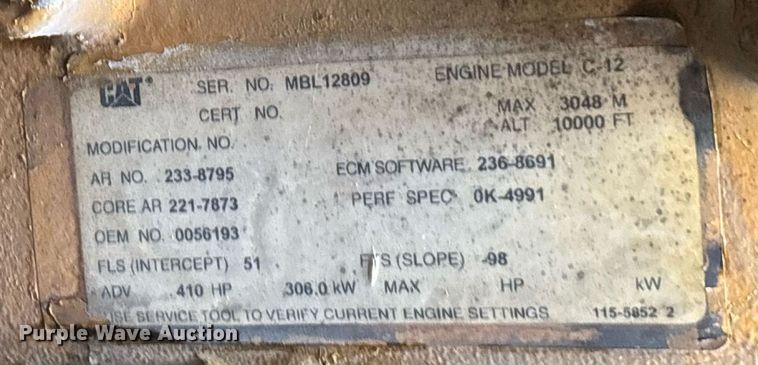 CAT® SER. NO. MBL12809 ENGINE MODEL C-12
CERT NO. MAX 3048 M
ALT 10000 FT
MODIFICATION NO.
AR NO. 233-8795 ECM SOFTWARE 236-8691
CORE AR 221-7873 PERF SPEC 0K-4991
OEM NO. 0056193
FLS (INTERCEPT) 51 FTS (SLOPE) -98
ADV 410 HP 306.0 kW MAX HP kW
USE SERVICE TOOL TO VERIFY CURRENT ENGINE SETTINGS 115-5852 2
Purple Wave Auction